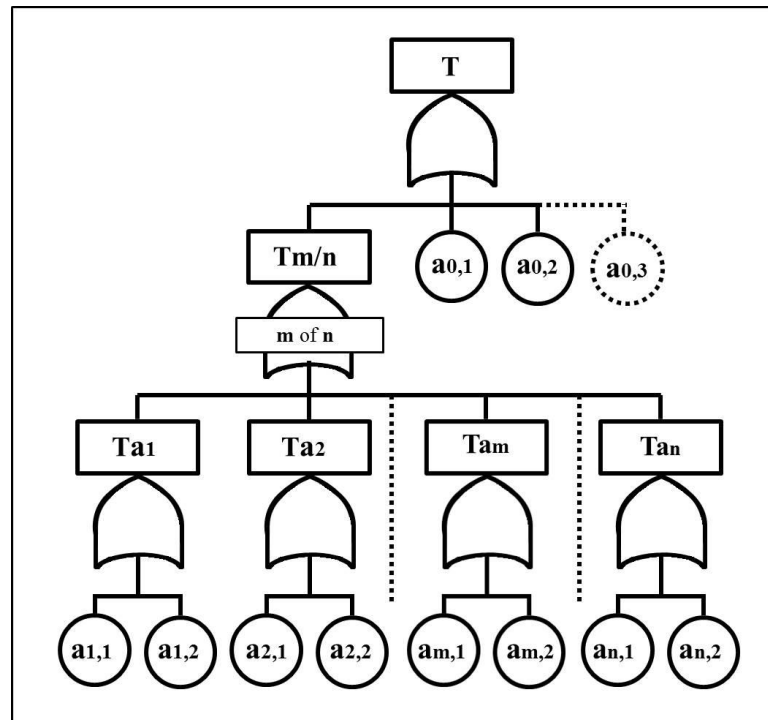 T
Tm/n
a0,1
a0,2
a0,3
m of n
Ta1
Ta2
Tam
Tan
a1,1
a1,2
a2,1
a2,2
am,1
am,2
an,1
an,2